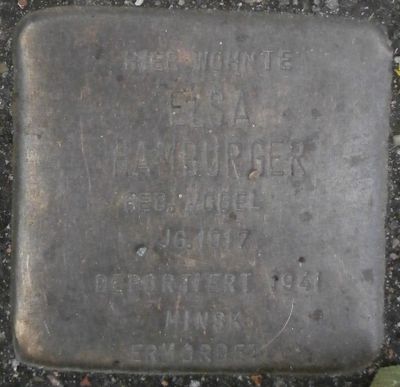 HIER WOHNTE
ELSA
HAMBURGER
GEB. VOGEL
JG. 1917
DEPORTIERT 1941
MINSK
ERMORDET